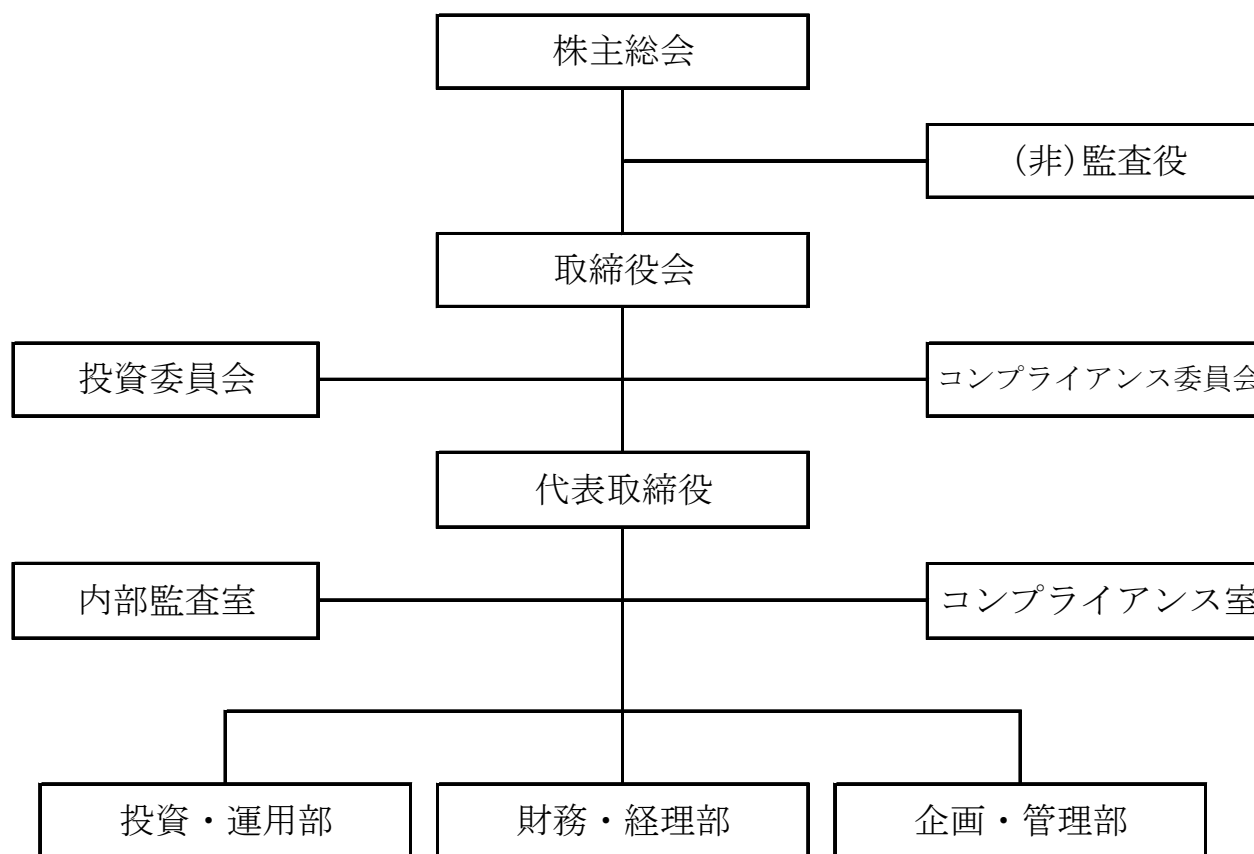 株主総会
(非)監査役
取締役会
投資委員会
コンプライアンス委員会
代表取締役
内部監査室
コンプライアンス室
投資・運用部
財務・経理部
企画・管理部